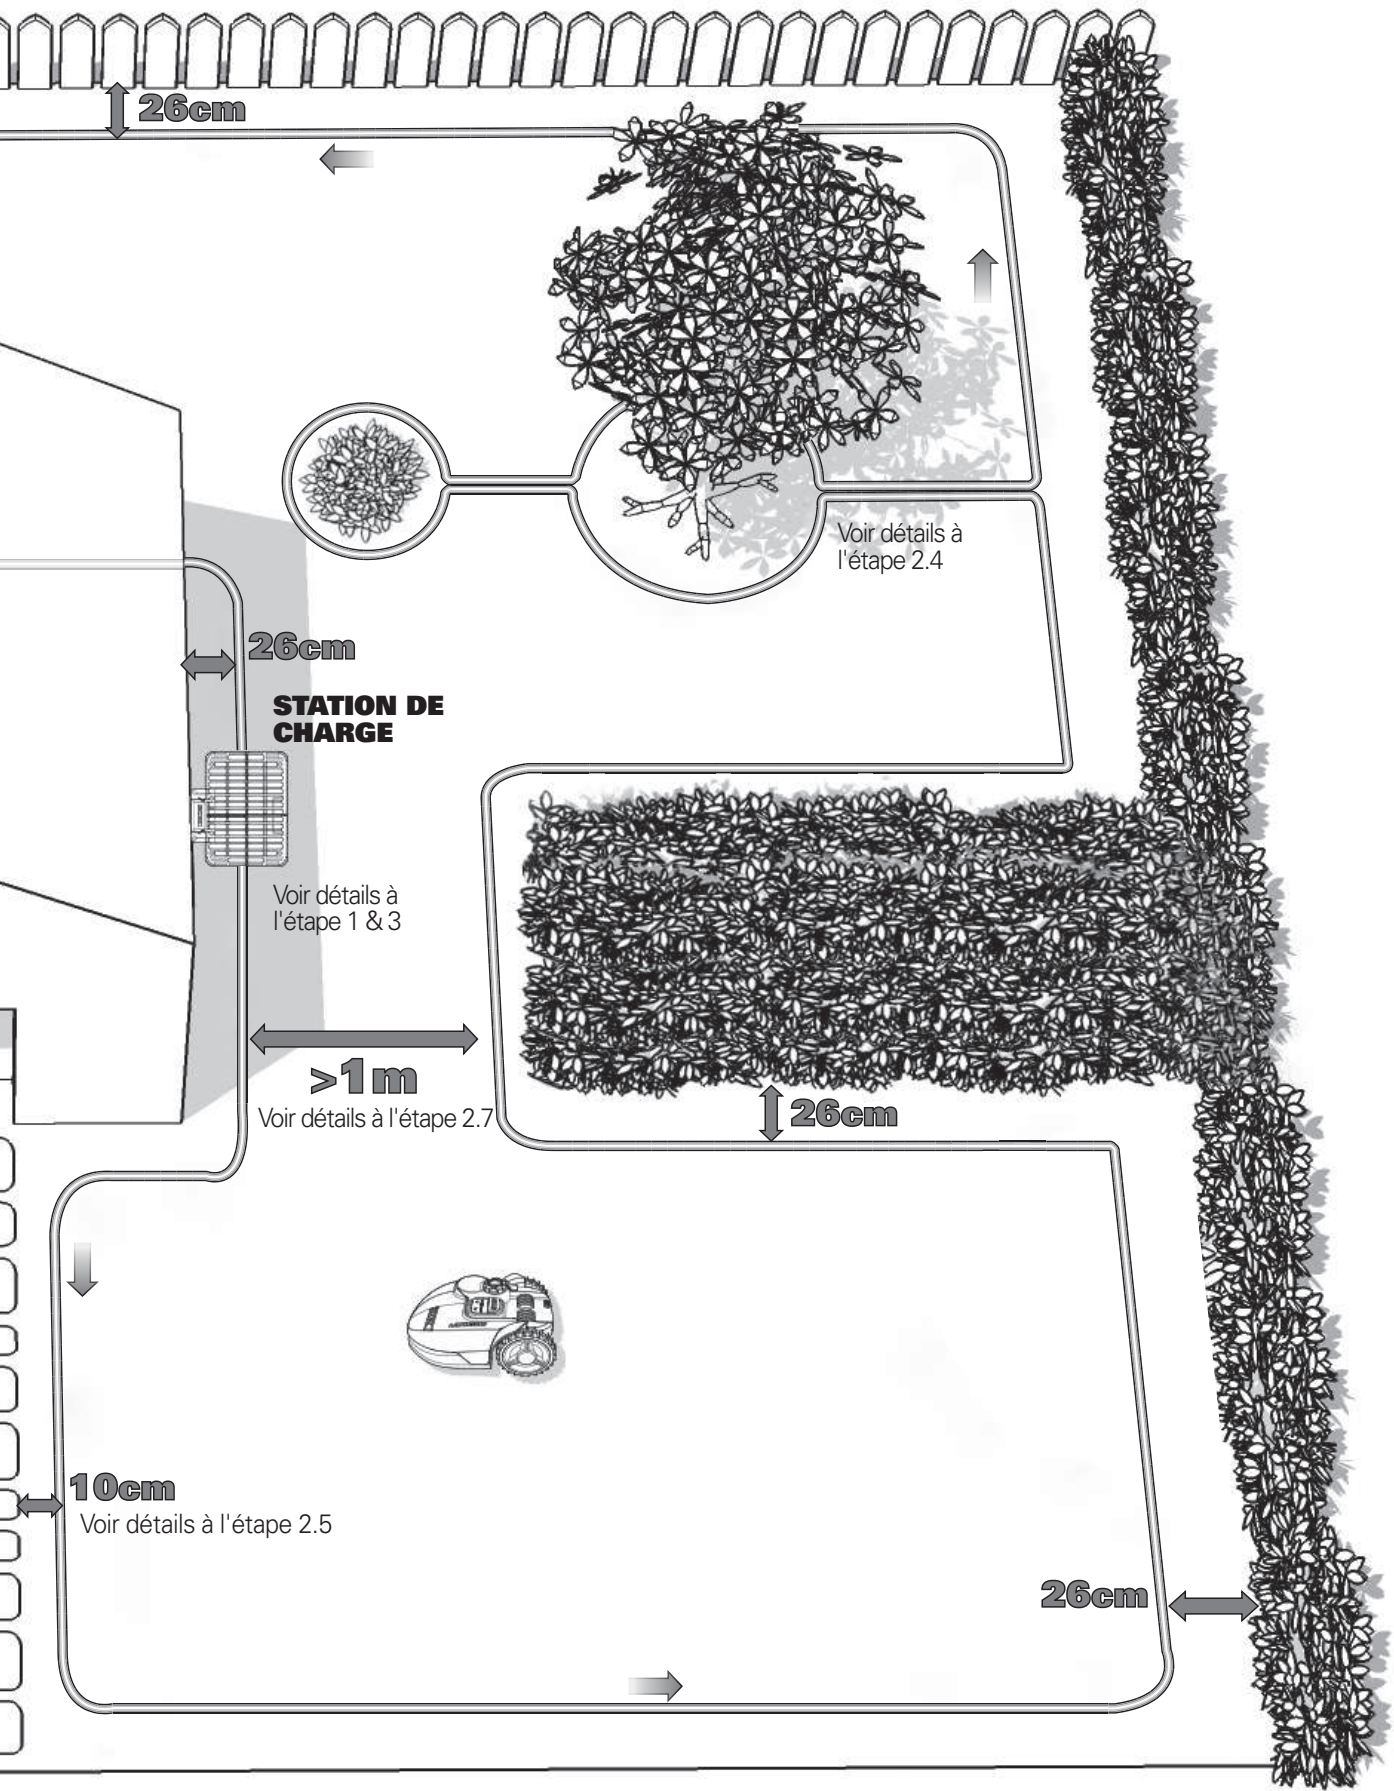 26cm
Voir détails à
l'étape 2.4
26cm
STATION DE
CHARGE
Voir détails à
l'étape 1 & 3
>1m
Voir détails à l'étape 2.7
26cm
10cm
Voir détails à l'étape 2.5
26cm